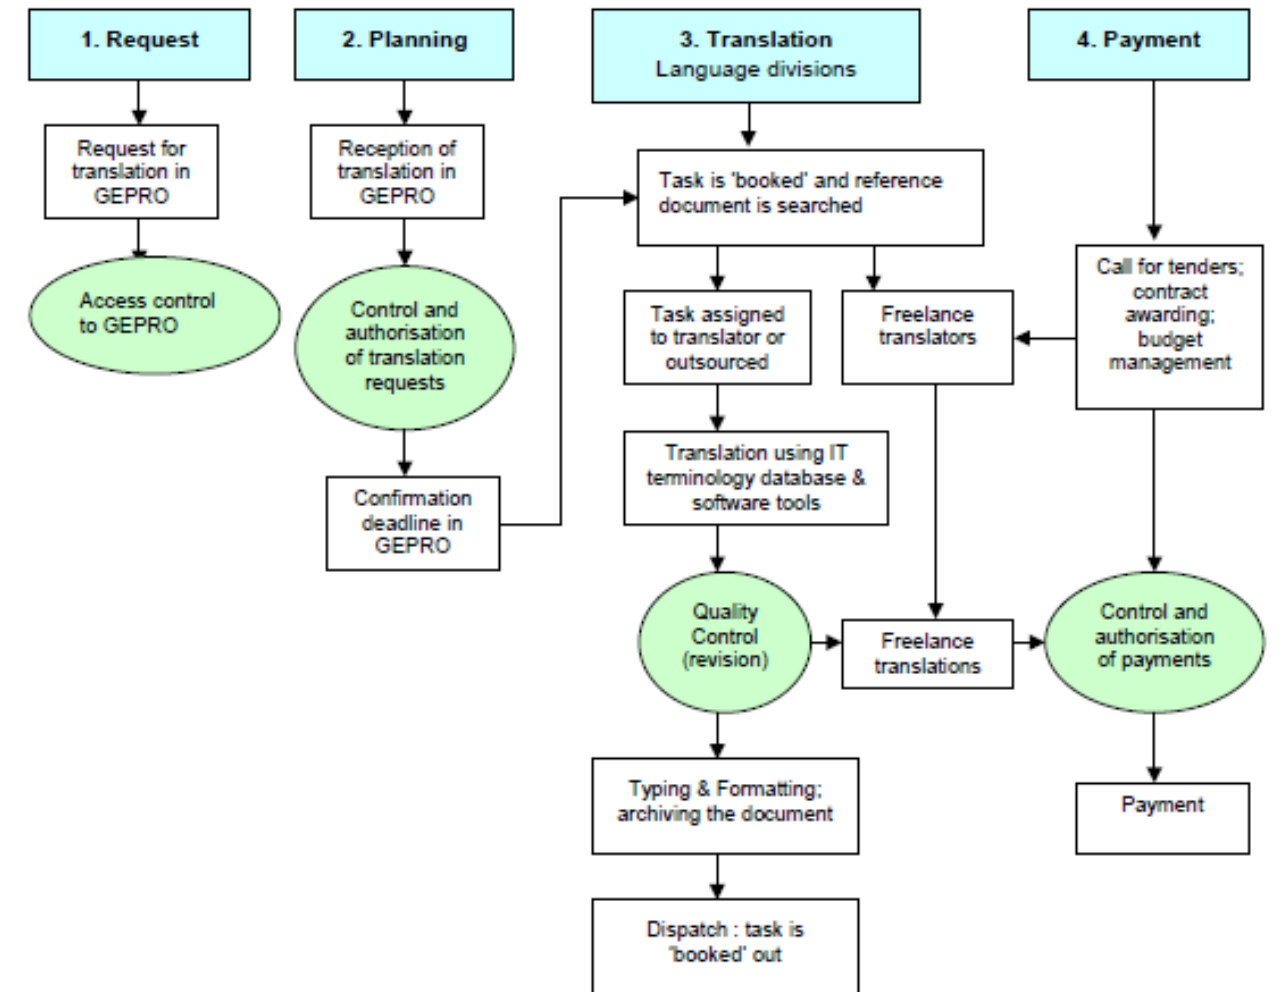 1. Request
Request for
translation in
GEPRO
Access control
to GEPRO
2. Planning
Reception of
translation in
GEPRO
Control and
authorisation
of translation
requests
Confirmation
deadline in
GEPRO
3. Translation
Language divisions
Task is 'booked' and reference
document is searched
Task assigned
to translator or
outsourced
Freelance
translators
Translation using IT
terminology database &
software tools
Quality
Control
(revision)
Freelance
translations
Typing & Formatting;
archiving the document
Dispatch : task is
'booked' out
4. Payment
Call for tenders;
contract
awarding;
budget
management
Control and
authorisation
of payments
Payment